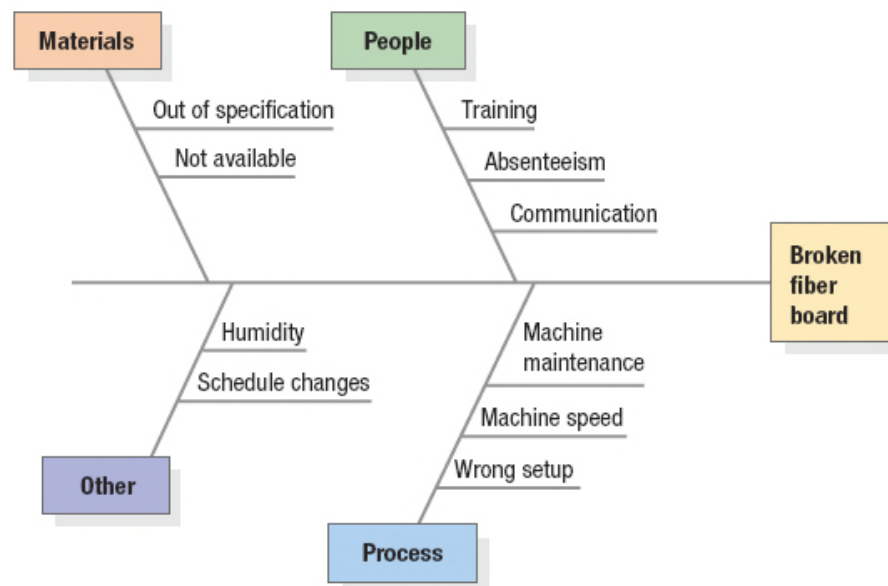 Materials
People
Out of specification
Training
Not available
Absenteeism
Communication
Broken
fiber
board
Humidity
Machine
maintenance
Schedule changes
Machine speed
Wrong setup
Other
Process